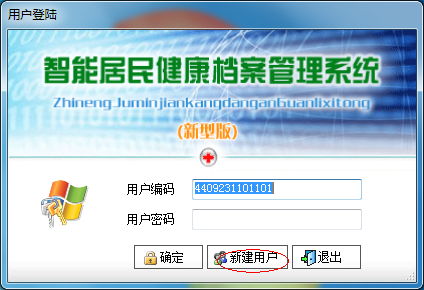 用户登陆
智能居民健康档案管理系统
ZhinengJuminjiankangdanganGuanlixitong
(新型版)
用户编码 4409231101101
用户密码
确定 新建用户 退出